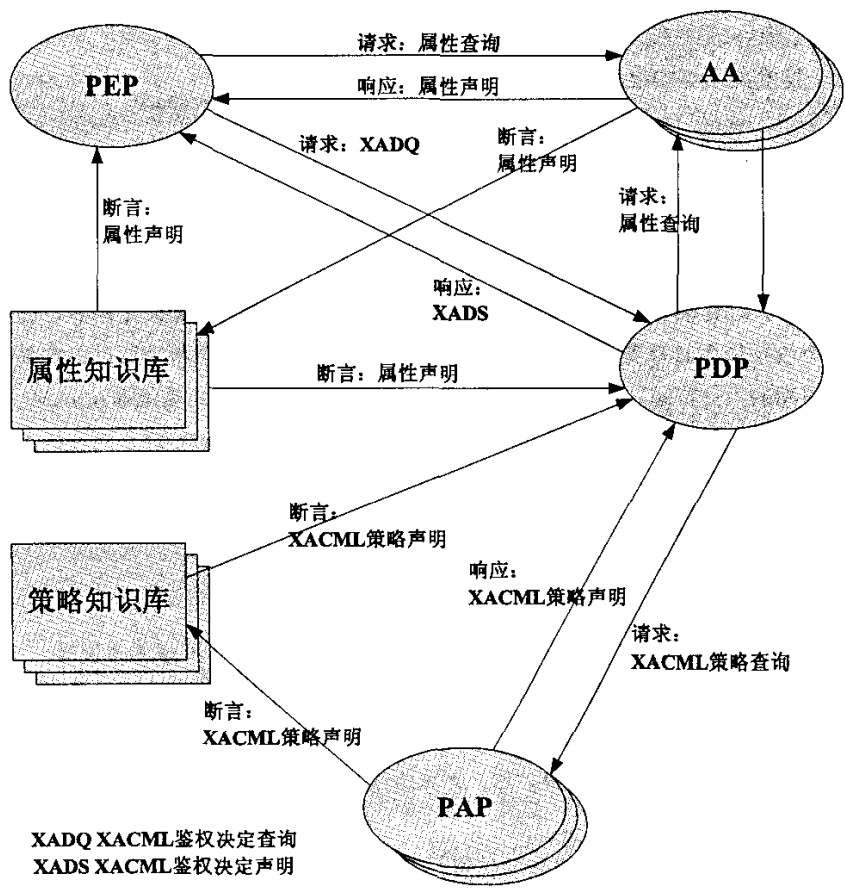 请求：属性查询
PEP
AA
响应：属性声明
请求：XADQ
断言：
属性声明
断言：
属性声明
请求：
属性查询
响应：
XADS
属性知识库
断言：属性声明
PDP
断言：
XACML策略声明
策略知识库
响应：
XACML策略声明
请求：
XACML策略查询
断言：
XACML策略声明
PAP
XADQ XACML鉴权决定查询
XADS XACML鉴权决定声明